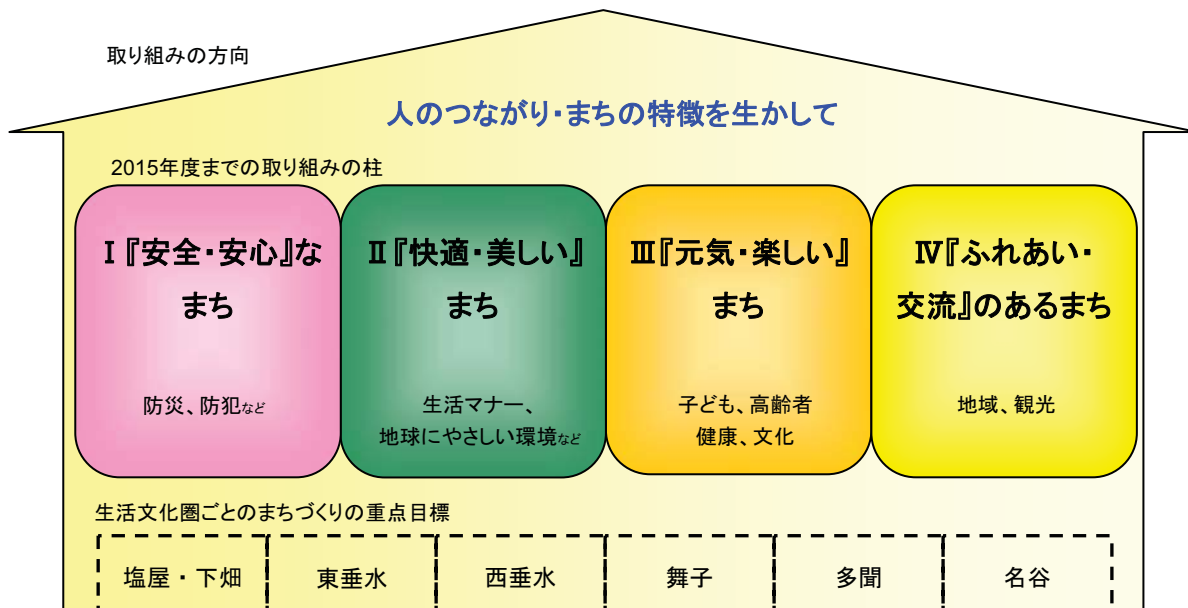 取り組みの方向
人のつながり・まちの特徴を生かして
2015年度までの取り組みの柱
Ⅰ『安全・安心』な
まち
防災、防犯など
Ⅱ『快適・美しい』
まち
生活マナー、
地球にやさしい環境など
Ⅲ『元気・楽しい』
まち
子ども、高齢者
健康、文化
Ⅳ『ふれあい・
交流』のあるまち
地域、観光
生活文化圏ごとのまちづくりの重点目標
塩屋・下畑
東垂水
西垂水
舞子
多聞
名谷